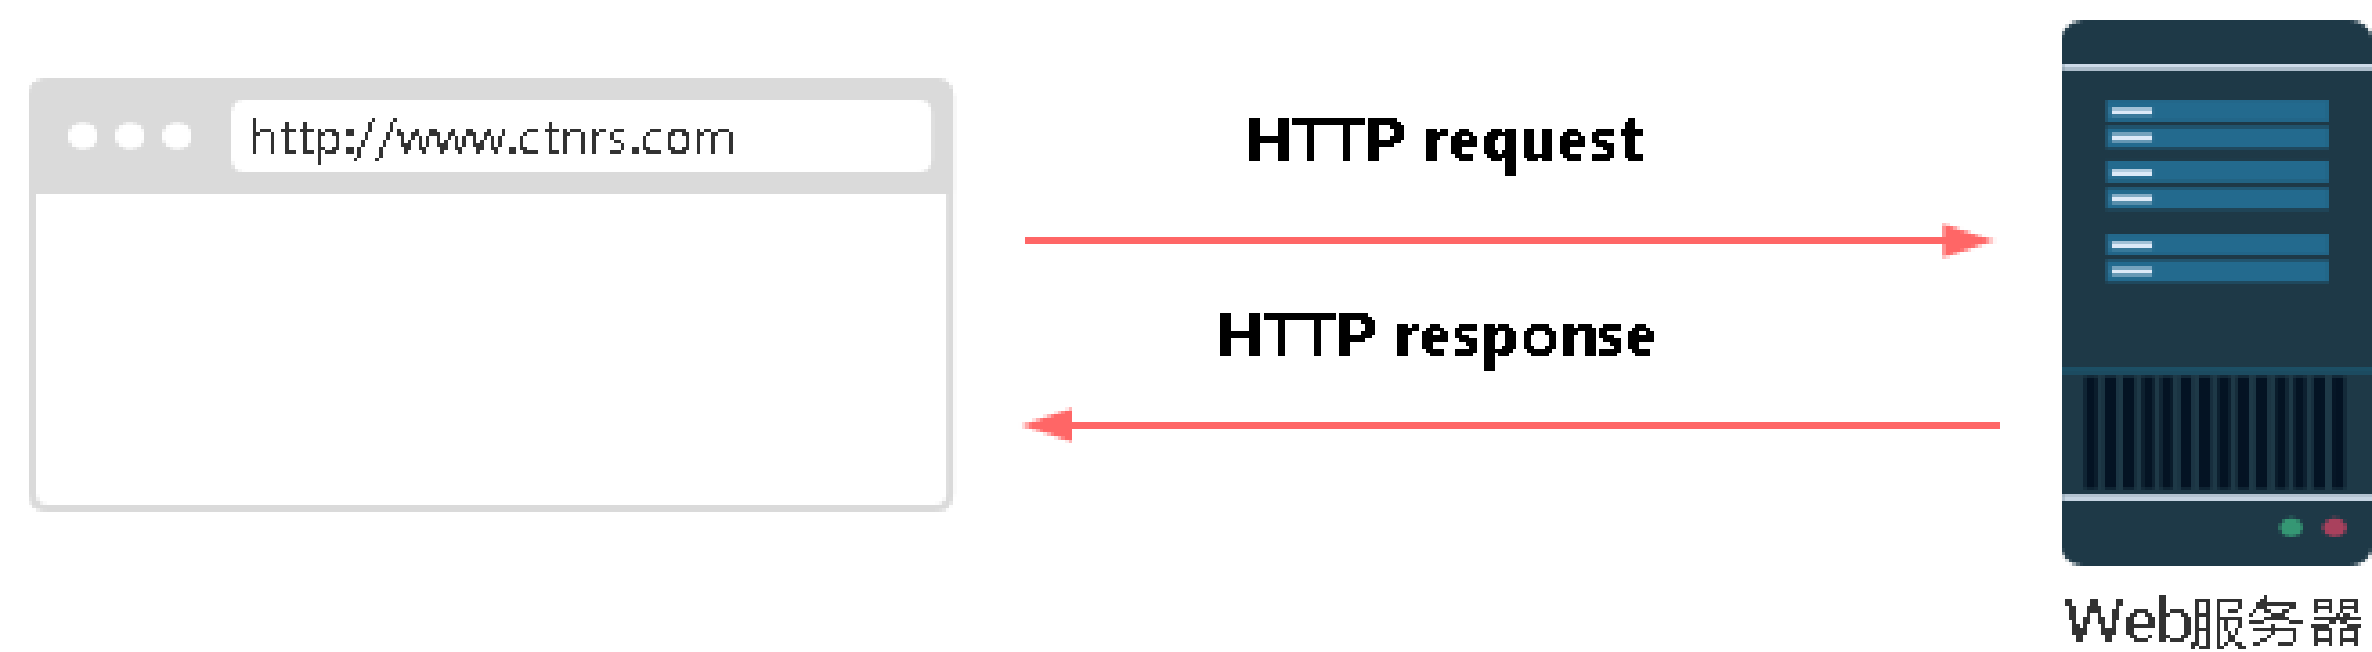 http://www.ctnrs.com
HTTP request
HTTP response
Web服务器